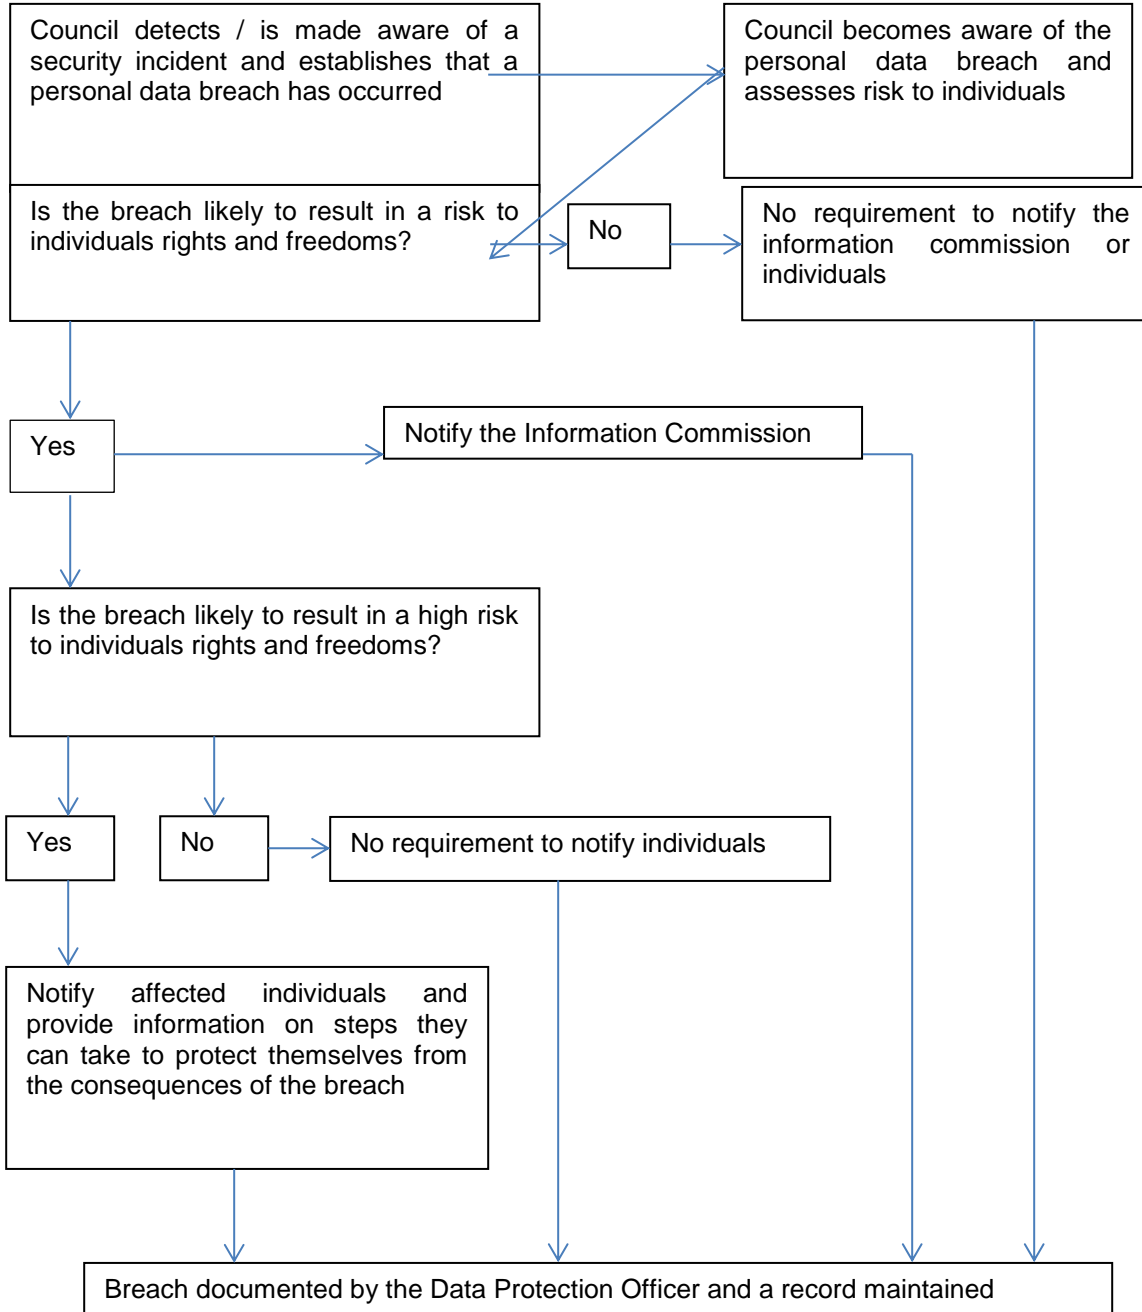 Council detects / is made aware of a
security incident and establishes that a
personal data breach has occurred
Council becomes aware of the
personal data breach and
assesses risk to individuals
Is the breach likely to result in a risk to
individuals rights and freedoms?
No
No requirement to notify the
information commission or
individuals
Yes
Notify the Information Commission
Is the breach likely to result in a high risk
to individuals rights and freedoms?
Yes
No
No requirement to notify individuals
Notify affected individuals and
provide information on steps they
can take to protect themselves from
the consequences of the breach
Breach documented by the Data Protection Officer and a record maintained